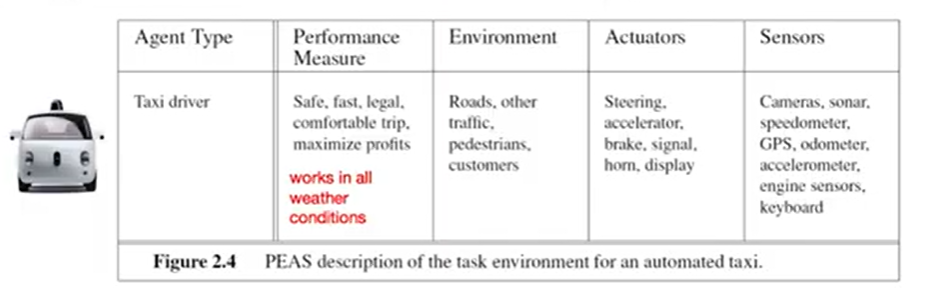 Agent Type
Performance
Measure
Environment
Actuators
Sensors
Taxi driver
Safe, fast, legal,
comfortable trip,
maximize profits
works in all
weather
conditions
Roads, other
traffic,
pedestrians,
customers
Steering,
accelerator,
brake, signal,
horn, display
Cameras, sonar,
speedometer,
GPS, odometer,
accelerometer,
engine sensors,
keyboard
Figure 2.4 PEAS description of the task environment for an automated taxi.